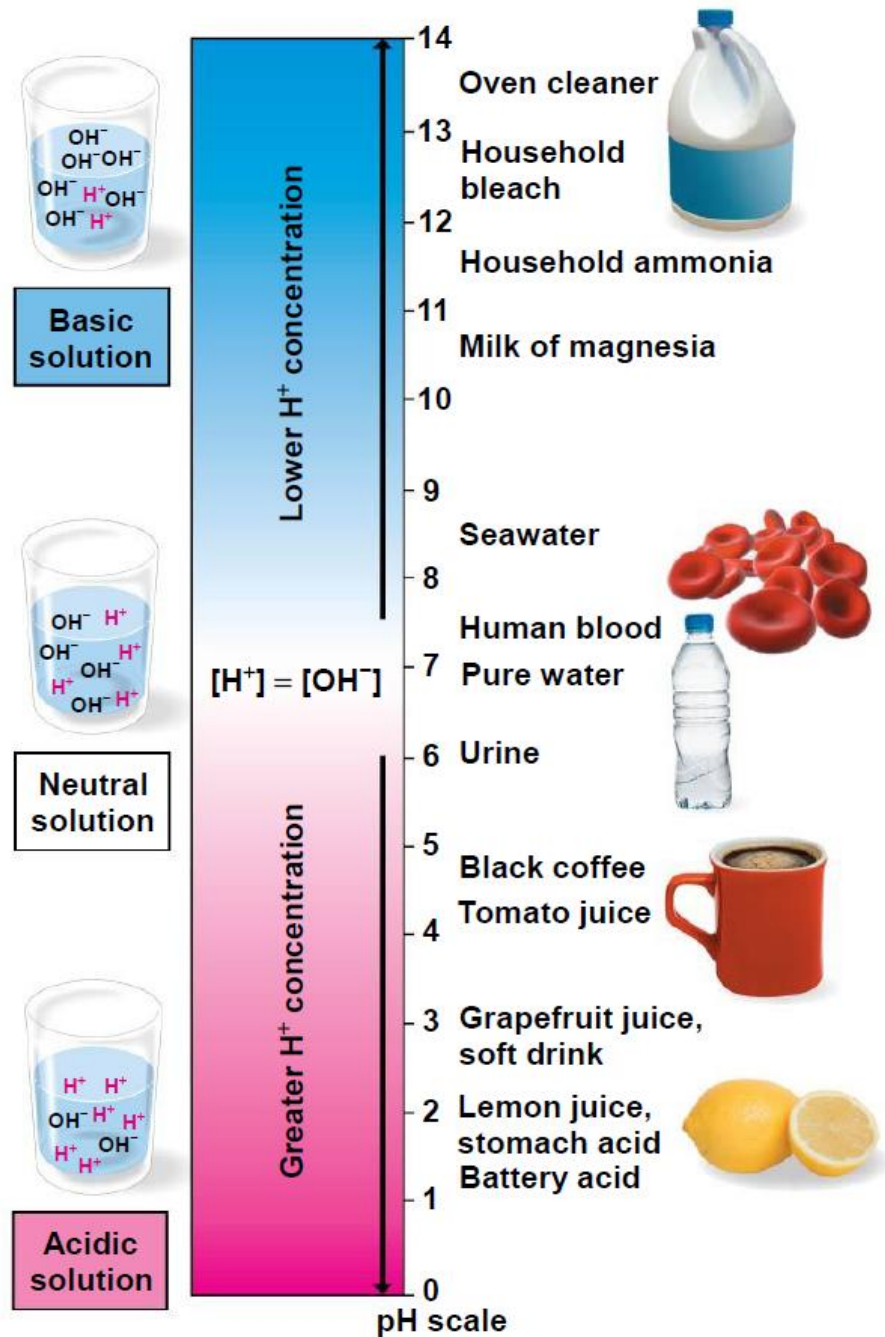 14
Oven cleaner
13
Household
bleach
12
Household ammonia
11
Milk of magnesia
10
9
Seawater
8
Human blood
7
Pure water
6
Urine
5
Black coffee
Tomato juice
4
3
Grapefruit juice,
soft drink
2
Lemon juice,
stomach acid
Battery acid
1
0
pH scale
Lower H⁺ concentration
[H⁺] = [OH⁻]
Greater H⁺ concentration
OH⁻
OH⁻ OH⁻
OH⁻ H⁺ OH⁻
OH⁻ H⁺
Basic
solution
OH⁻ H⁺
OH⁻ H⁺
OH⁻
H⁺ H⁺
OH⁻
Neutral
solution
H⁺ H⁺
OH⁻ H⁺ H⁺
H⁺ OH⁻
H⁺
Acidic
solution